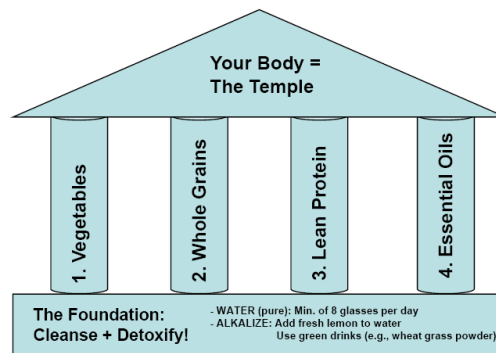 Your Body =
The Temple
1. Vegetables
2. Whole Grains
3. Lean Protein
4. Essential Oils
The Foundation:
Cleanse + Detoxify!
- WATER (pure): Min. of 8 glasses per day
- ALKALIZE: Add fresh lemon to water
Use green drinks (e.g., wheat grass powder)